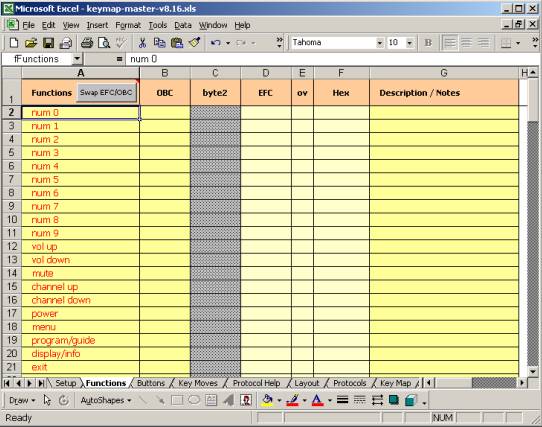 Microsoft Excel - keymap-master-v8.16.xls
File Edit View Insert Format Tools Data Window Help
Tahoma 10 B
fFunctions = num 0
A B C D E F G H
1 Functions Swap EFC/OBC OBC byte2 EFC ov Hex Description / Notes
2 num 0
3 num 1
4 num 2
5 num 3
6 num 4
7 num 5
8 num 6
9 num 7
10 num 8
11 num 9
12 vol up
13 vol down
14 mute
15 channel up
16 channel down
17 power
18 menu
19 program/guide
20 display/info
21 exit
Setup Functions Buttons Key Moves Protocol Help Layout Protocols Key Map
Draw AutoShapes A A
Ready NUM